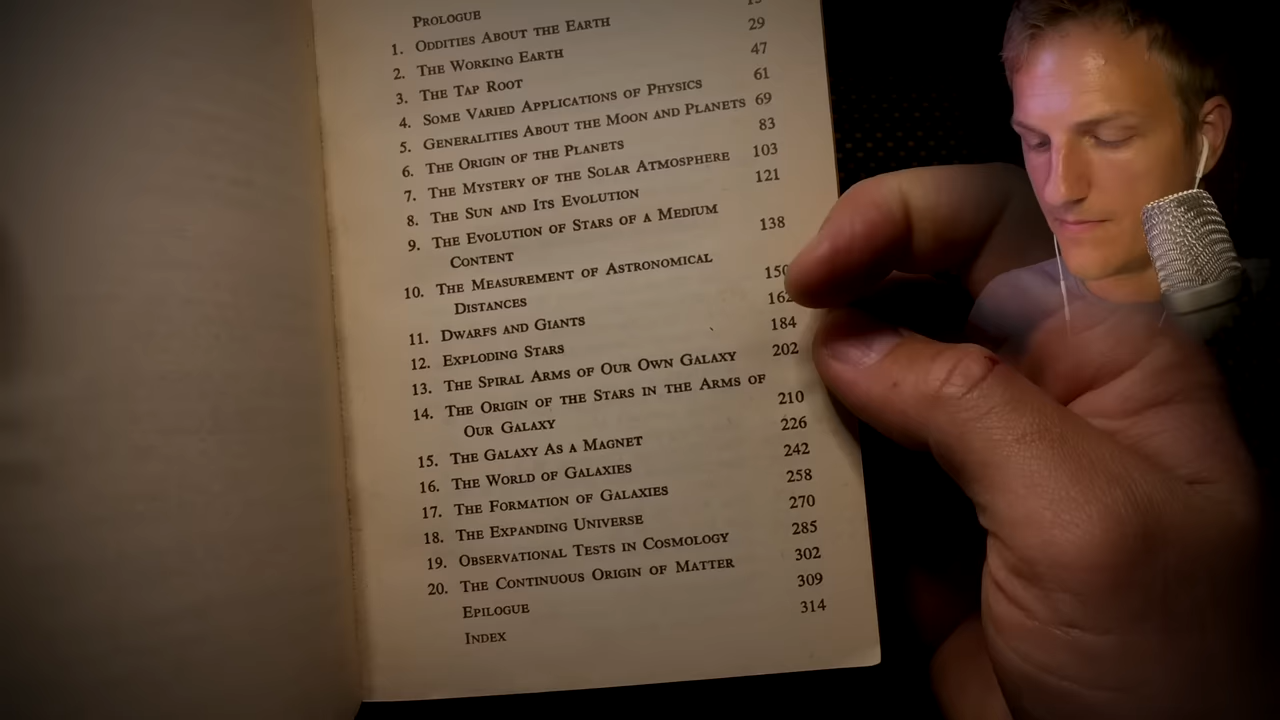 PROLOGUE
1. ODDITIES ABOUT THE EARTH
2. THE WORKING EARTH 29
3. THE TAP ROOT 47
4. SOME VARIED APPLICATIONS OF PHYSICS 61
5. GENERALITIES ABOUT THE MOON AND PLANETS 69
6. THE ORIGIN OF THE PLANETS 83
7. THE MYSTERY OF THE SOLAR ATMOSPHERE 103
8. THE SUN AND ITS EVOLUTION 121
9. THE EVOLUTION OF STARS OF A MEDIUM
CONTENT 138
10. THE MEASUREMENT OF ASTRONOMICAL
DISTANCES 150
11. DWARFS AND GIANTS 162
12. EXPLODING STARS 184
13. THE SPIRAL ARMS OF OUR OWN GALAXY 202
14. THE ORIGIN OF THE STARS IN THE ARMS OF
OUR GALAXY 210
15. THE GALAXY AS A MAGNET 226
16. THE WORLD OF GALAXIES 242
17. THE FORMATION OF GALAXIES 258
18. THE EXPANDING UNIVERSE 270
19. OBSERVATIONAL TESTS IN COSMOLOGY 285
20. THE CONTINUOUS ORIGIN OF MATTER 302
EPILOGUE 309
INDEX 314